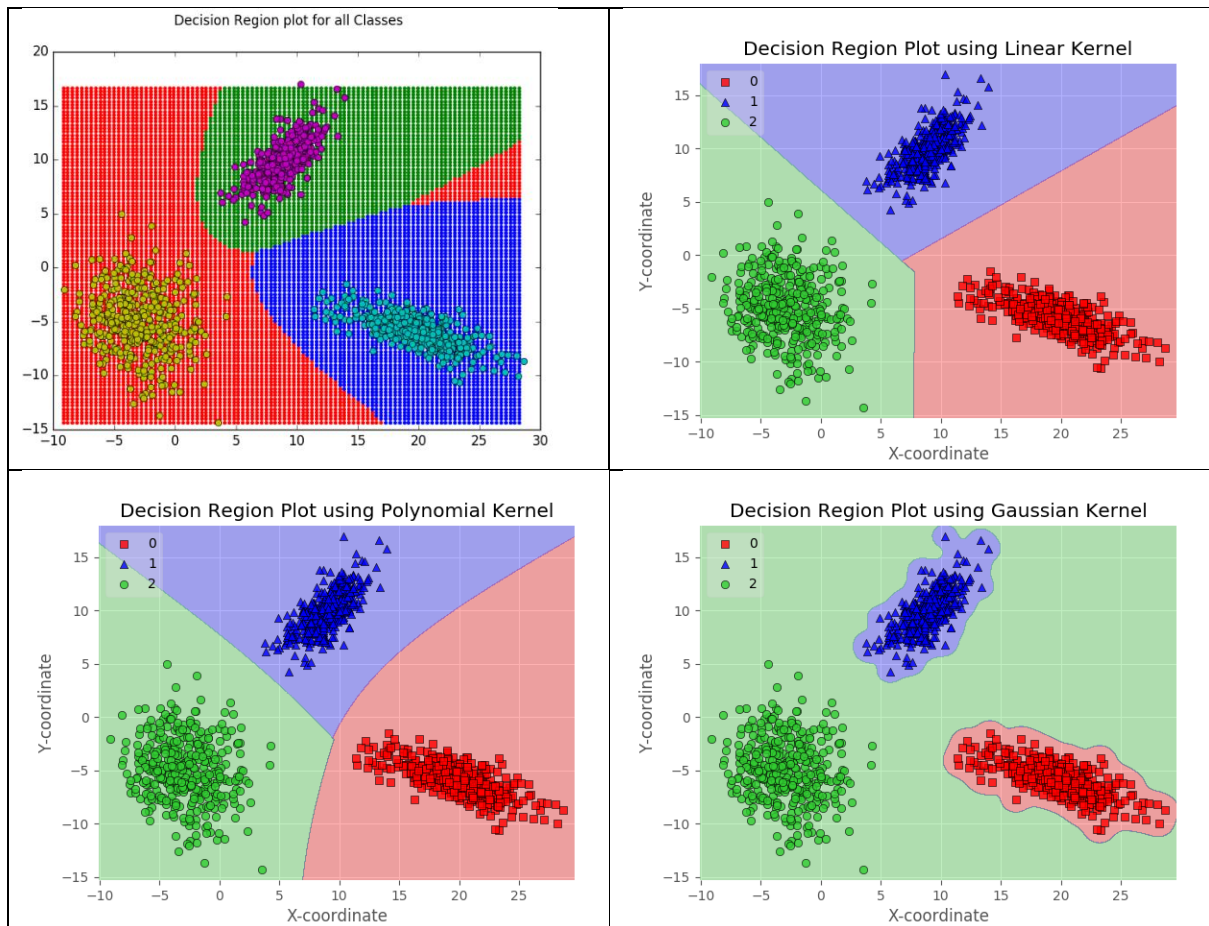 Decision Region plot for all Classes
20
15
10
5
0
−5
−10
−15
−10 −5 0 5 10 15 20 25 30
Decision Region Plot using Linear Kernel
0
1
2
15
10
5
0
−5
−10
−15
Y-coordinate
−10 −5 0 5 10 15 20 25
X-coordinate
Decision Region Plot using Polynomial Kernel
0
1
2
15
10
5
0
−5
−10
−15
Y-coordinate
−10 −5 0 5 10 15 20 25
X-coordinate
Decision Region Plot using Gaussian Kernel
0
1
2
15
10
5
0
−5
−10
−15
Y-coordinate
−10 −5 0 5 10 15 20 25
X-coordinate